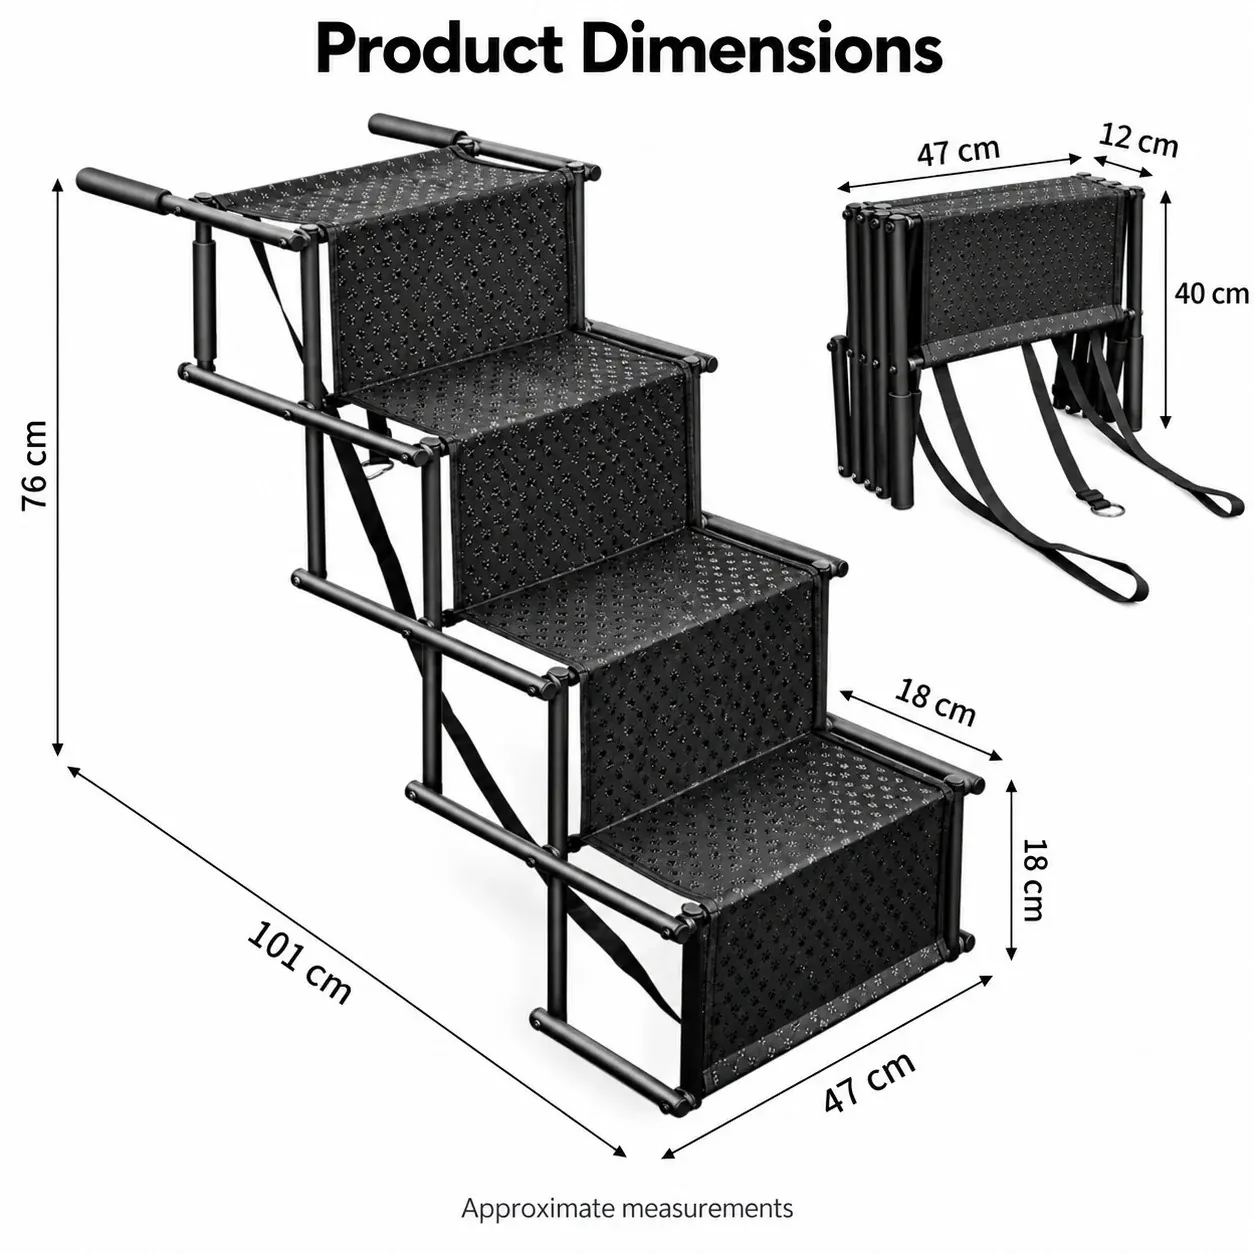 Product Dimensions
47 cm
12 cm
40 cm
76 cm
18 cm
18 cm
101 cm
47 cm
Approximate measurements